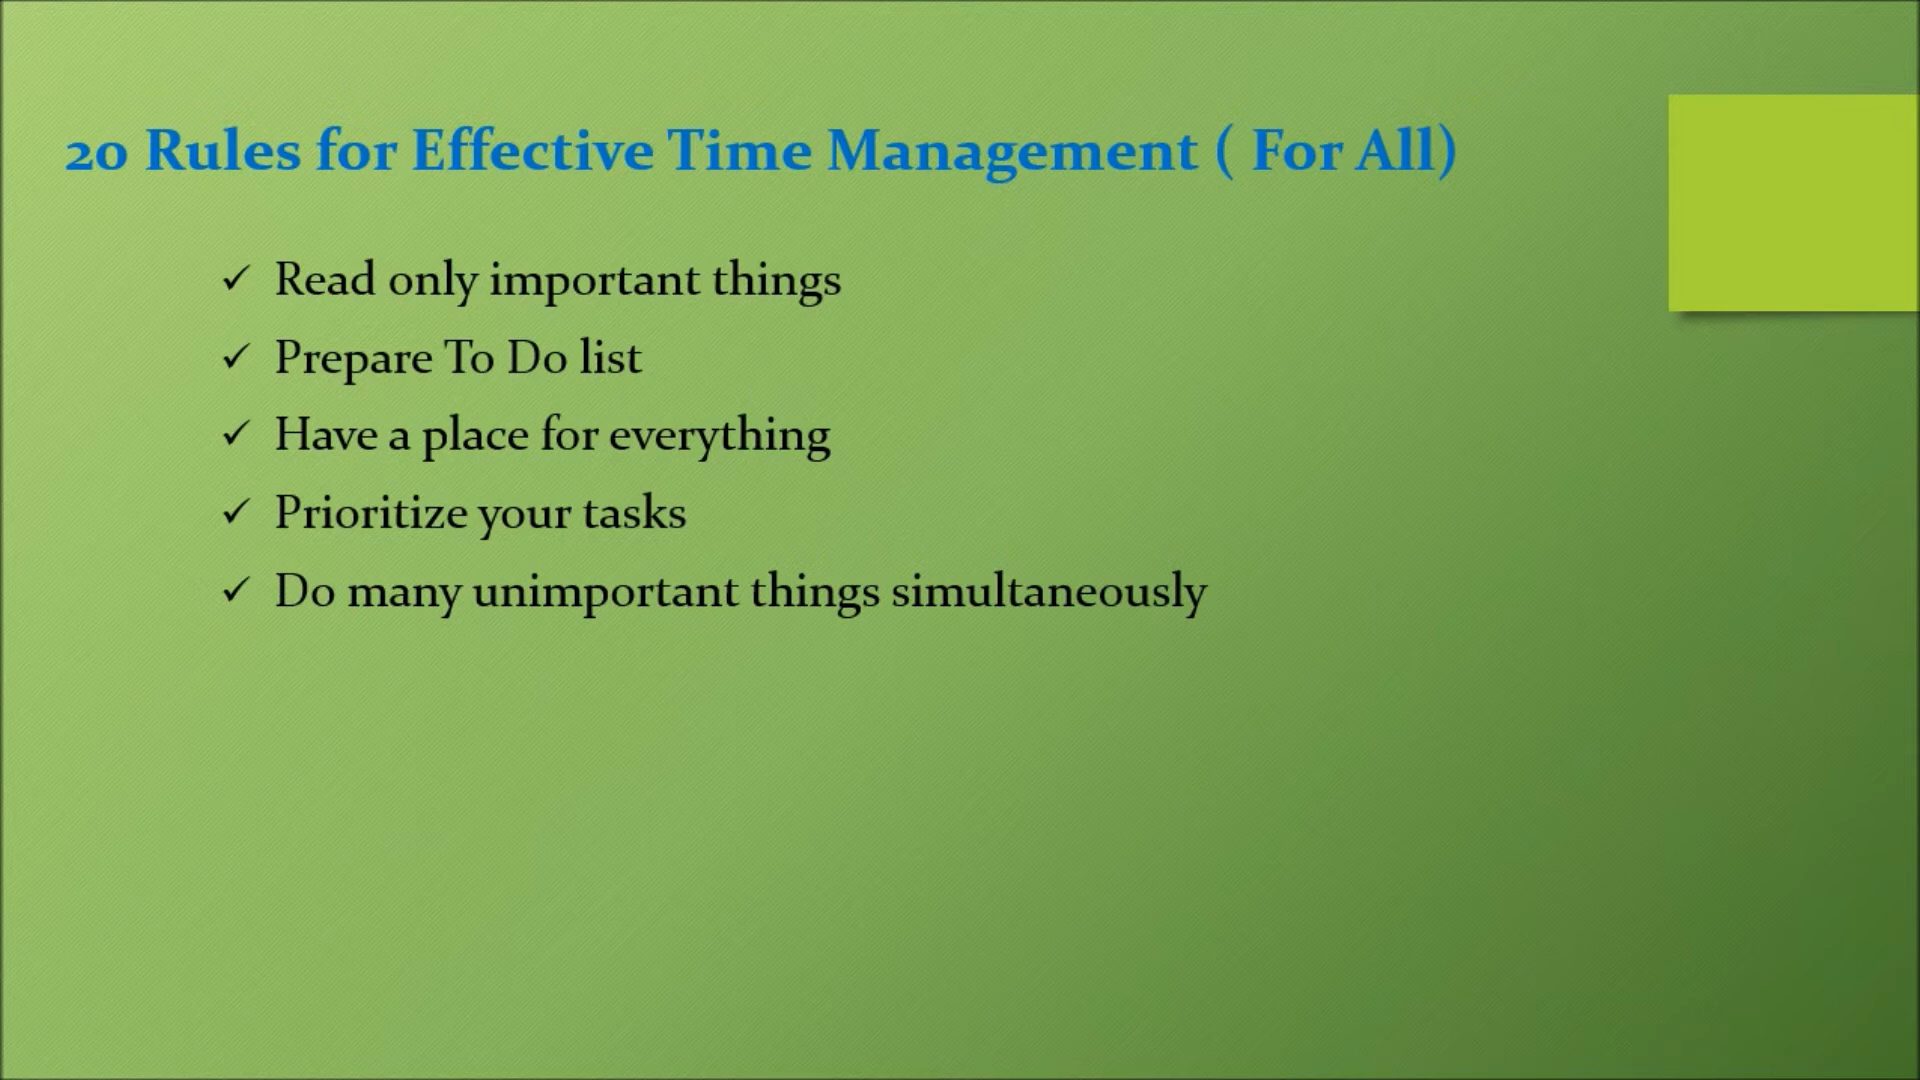 20 Rules for Effective Time Management ( For All)
✓ Read only important things
✓ Prepare To Do list
✓ Have a place for everything
✓ Prioritize your tasks
✓ Do many unimportant things simultaneously